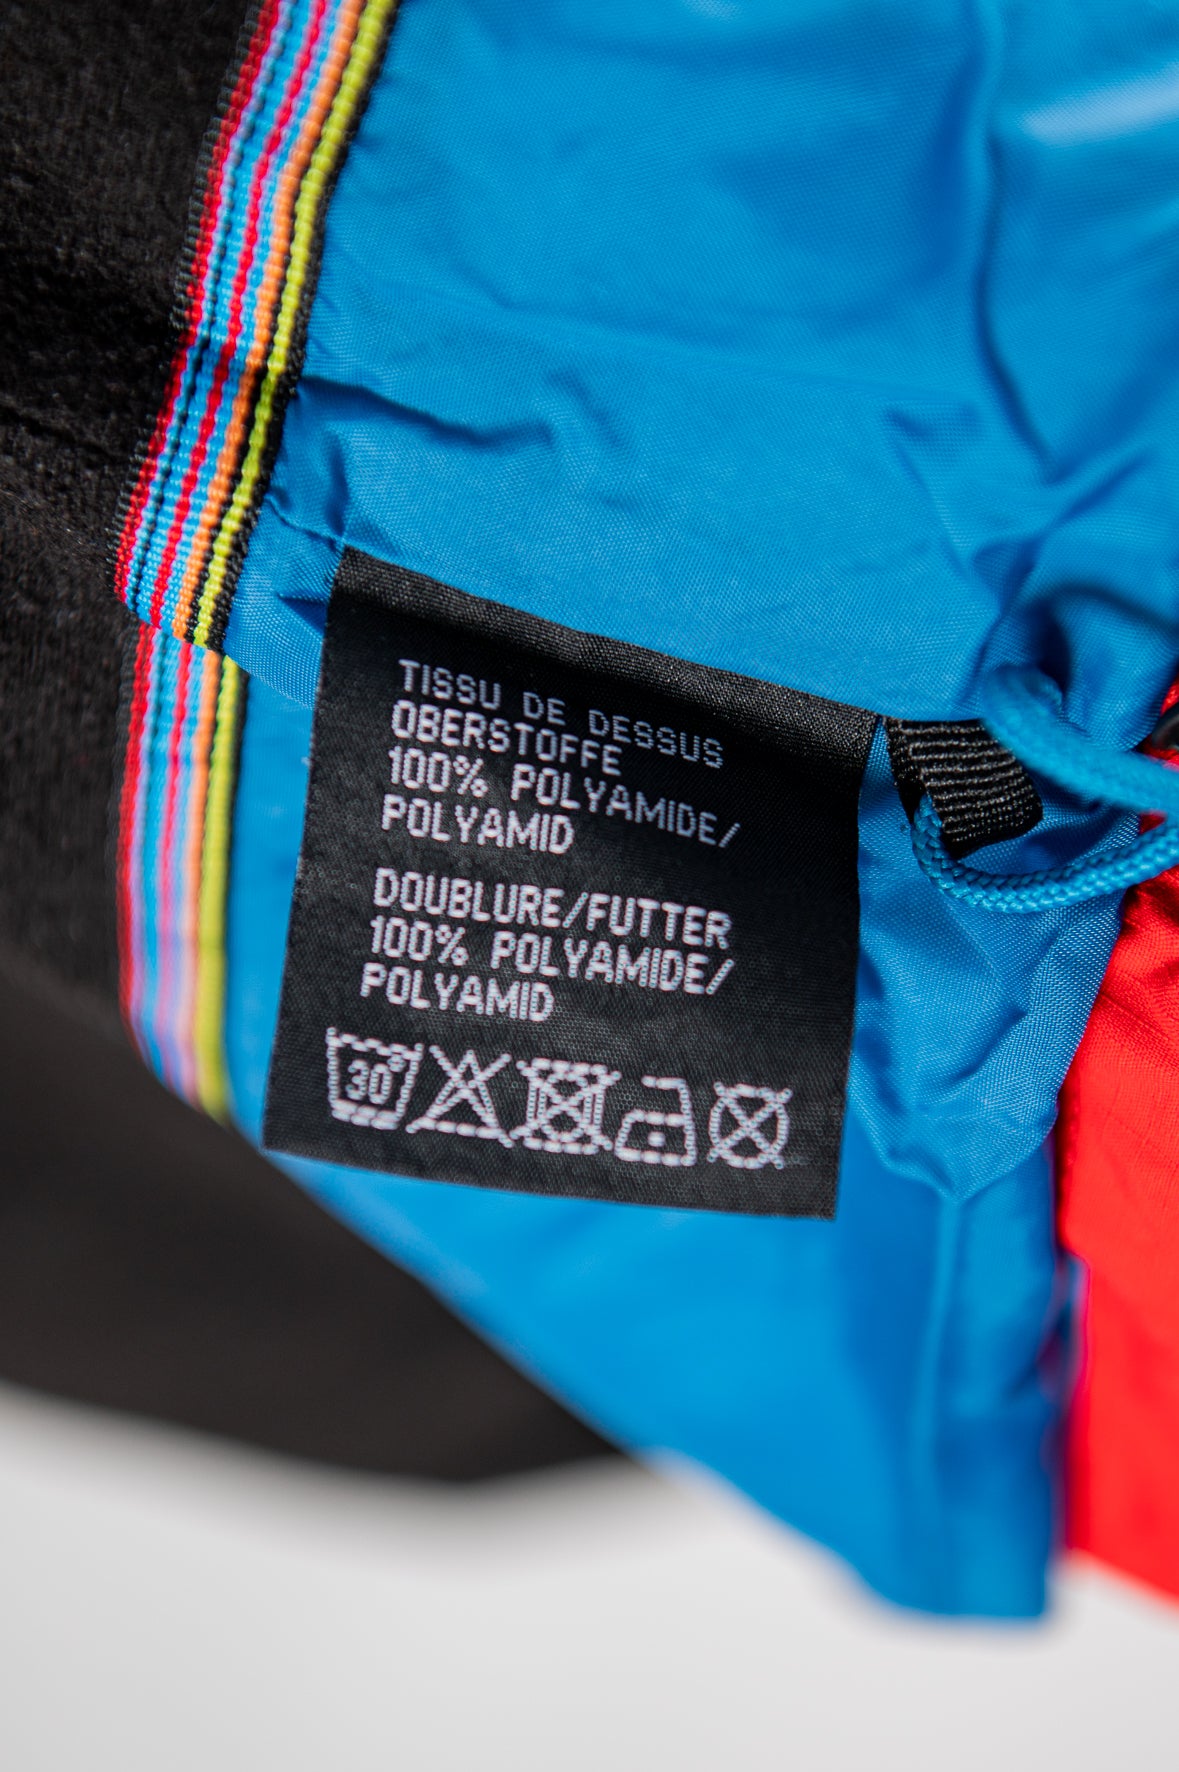 TISSU DE DESSUS
OBERSTOFFE
100% POLYAMIDE/
POLYAMID
DOUBLURE/FUTTER
100% POLYAMIDE/
POLYAMID
30°